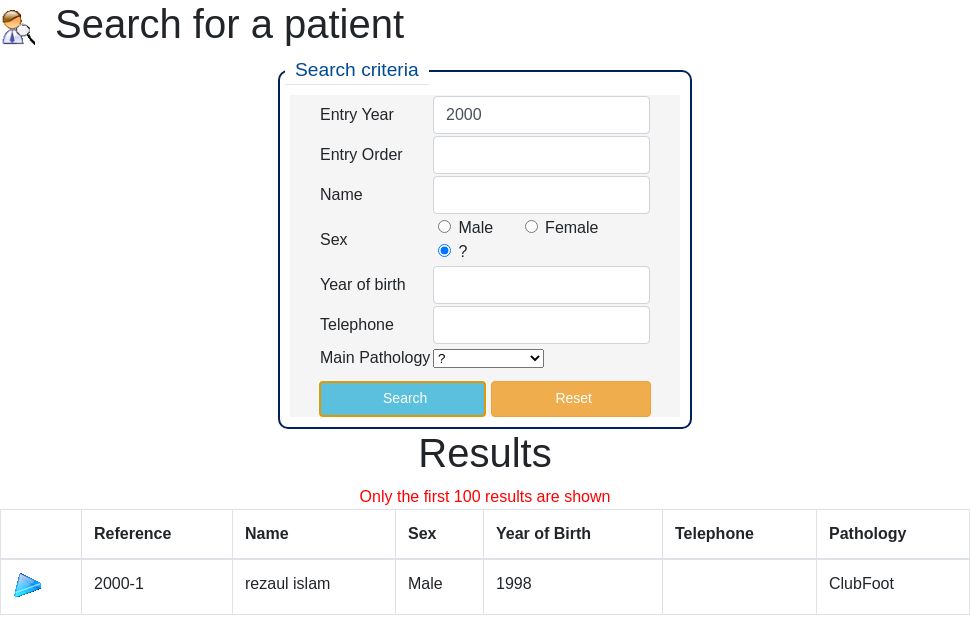 Search for a patient
Search criteria
Entry Year 2000
Entry Order
Name
Sex Male Female
?
Year of birth
Telephone
Main Pathology ?
Search Reset
Results
Only the first 100 results are shown
Reference Name Sex Year of Birth Telephone Pathology
2000-1 rezaul islam Male 1998 ClubFoot